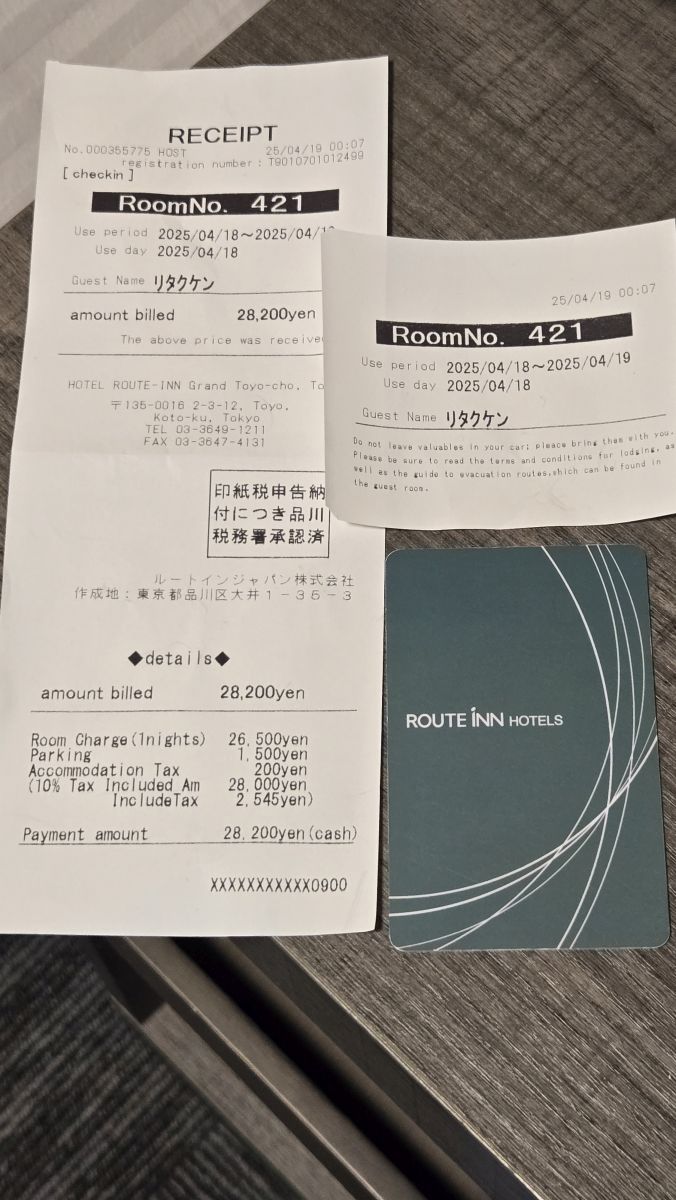 RECEIPT
No.000355775 HOST 25/04/19 00:07
registration number : T9010701012499
[ checkin ]
RoomNo. 421
Use period 2025/04/18～2025/04/
Use day 2025/04/18
Guest Name リタクケン
amount billed 28,200yen
The above price was receive
HOTEL ROUTE-INN Grand Toyo-cho, To
〒135-0016 2-3-12, Toyo,
Koto-ku, Tokyo
TEL 03-3649-1211
FAX 03-3647-4131
印紙税申告納
付につき品川
税務署承認済
ルートインジャパン株式会社
作成地：東京都品川区大井１－３５－３
◆details◆
amount billed 28,200yen
Room Charge(1nights) 26,500yen
Parking 1,500yen
Accommodation Tax 200yen
(10% Tax Included Am 28,000yen
IncludeTax 2,545yen)
Payment amount 28,200yen(cash)
XXXXXXXXXXX0900
25/04/19 00:07
RoomNo. 421
Use period 2025/04/18～2025/04/19
Use day 2025/04/18
Guest Name リタクケン
Do not leave valuables in your car; pleace bring them with you.
Please be sure to read the terms and conditions for lodging, as
well as the guide to evacuation routes,which can be found in
the guest room.
ROUTE INN HOTELS